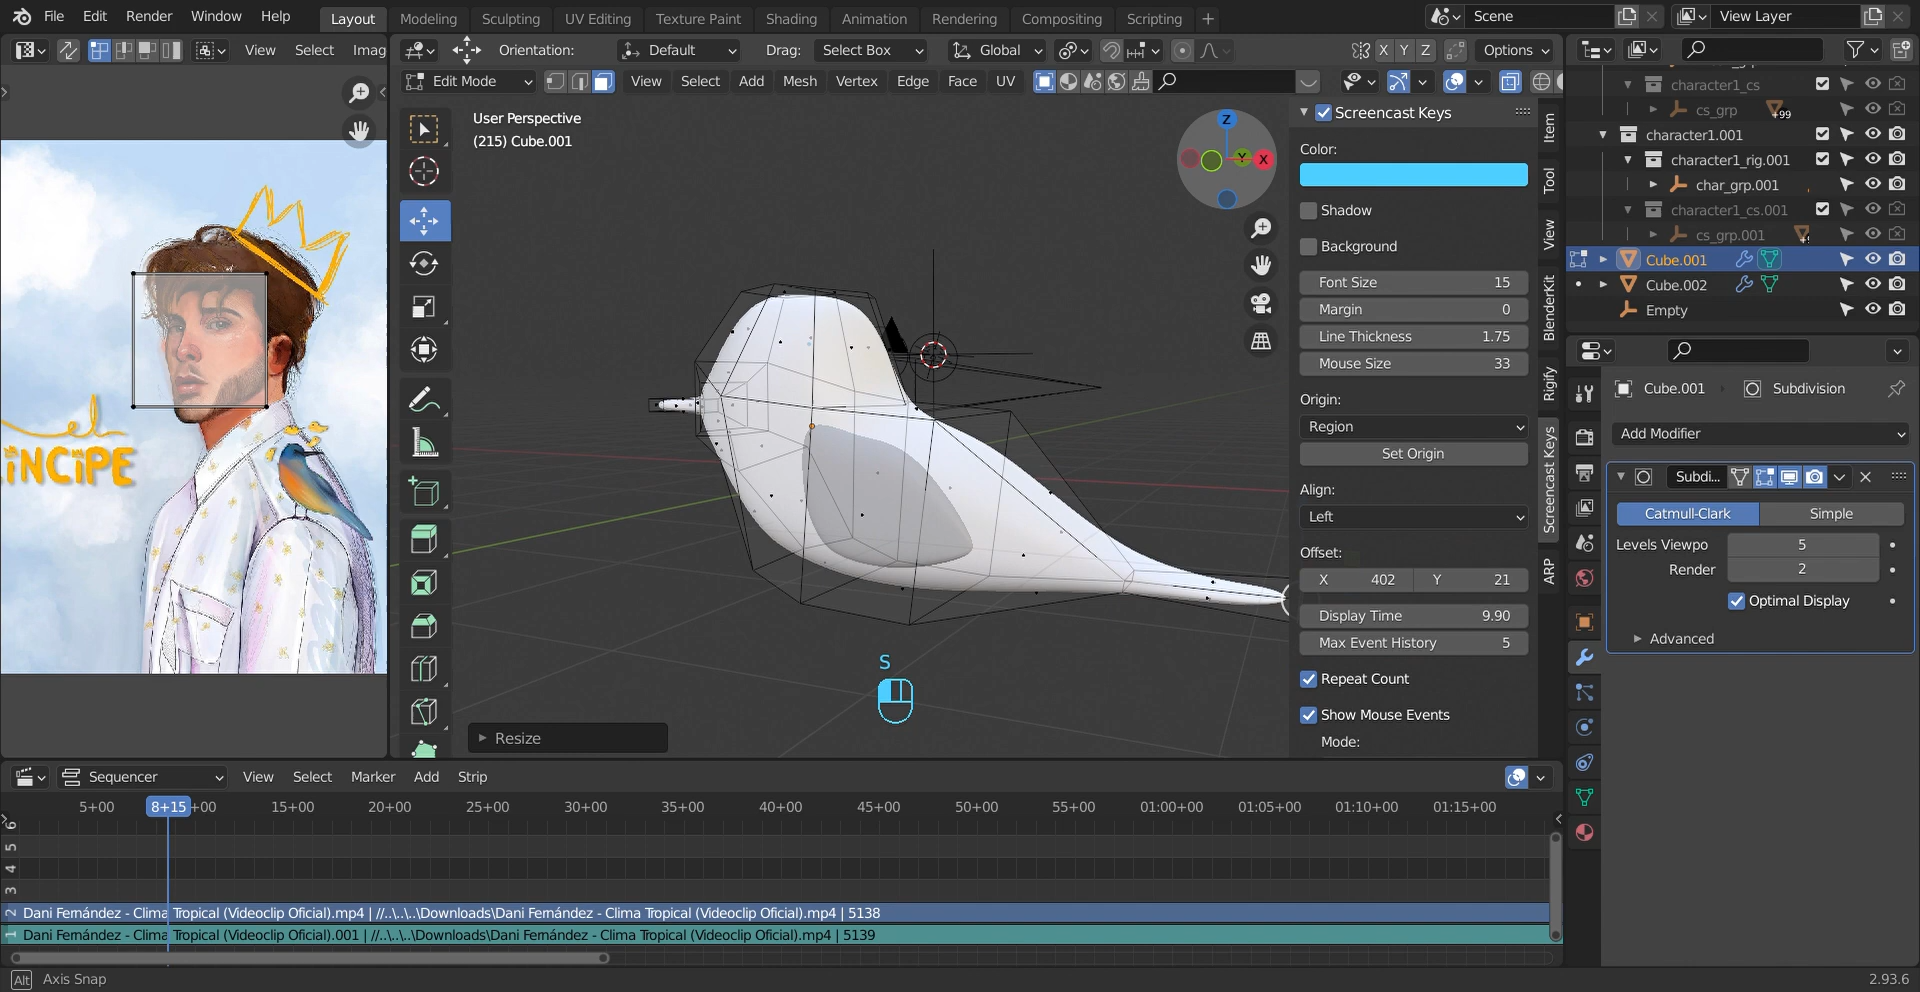 File Edit Render Window Help Layout Modeling Sculpting UV Editing Texture Paint Shading Animation Rendering Compositing Scripting + Scene View Layer
View Select Imag Orientation: Default Drag: Select Box Global X Y Z Options
Edit Mode View Select Add Mesh Vertex Edge Face UV
el
iNCiPE
User Perspective
(215) Cube.001
Z
Y
X
Resize
S
Screencast Keys
Color:
Shadow
Background
Font Size 15
Margin 0
Line Thickness 1.75
Mouse Size 33
Origin:
Region
Set Origin
Align:
Left
Offset:
X 402 Y 21
Display Time 9.90
Max Event History 5
Repeat Count
Show Mouse Events
Mode:
Item
Tool
View
BlenderKit
Rigify
Screencast Keys
ARP
character1_cs
cs_grp +99
character1.001
character1_rig.001
char_grp.001
character1_cs.001
cs_grp.001
Cube.001
Cube.002
Empty
Cube.001 Subdivision
Add Modifier
Subdi...
Catmull-Clark Simple
Levels Viewpo 5
Render 2
Optimal Display
Advanced
Sequencer View Select Marker Add Strip
5+00 8+15 +00 15+00 20+00 25+00 30+00 35+00 40+00 45+00 50+00 55+00 01:00+00 01:05+00 01:10+00 01:15+00
6
5
4
3
2 Dani Fernández - Clima Tropical (Videoclip Oficial).mp4 | //..\..\..\Downloads\Dani Fernández - Clima Tropical (Videoclip Oficial).mp4 | 5138
1 Dani Fernández - Clima Tropical (Videoclip Oficial).001 | //..\..\..\Downloads\Dani Fernández - Clima Tropical (Videoclip Oficial).mp4 | 5139
Alt Axis Snap 2.93.6